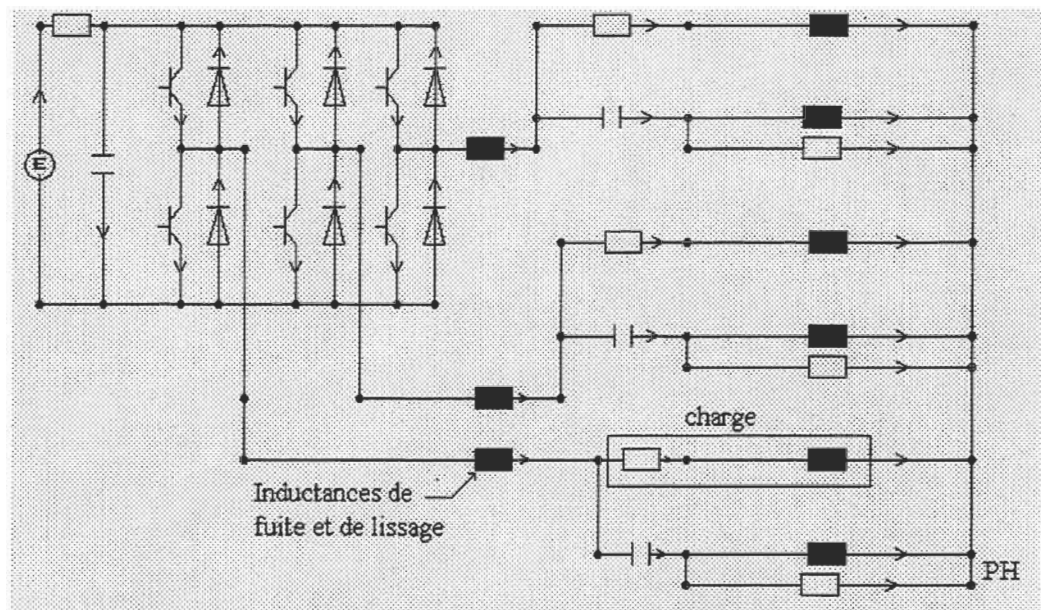 E
charge
Inductances de
fuite et de lissage
PH